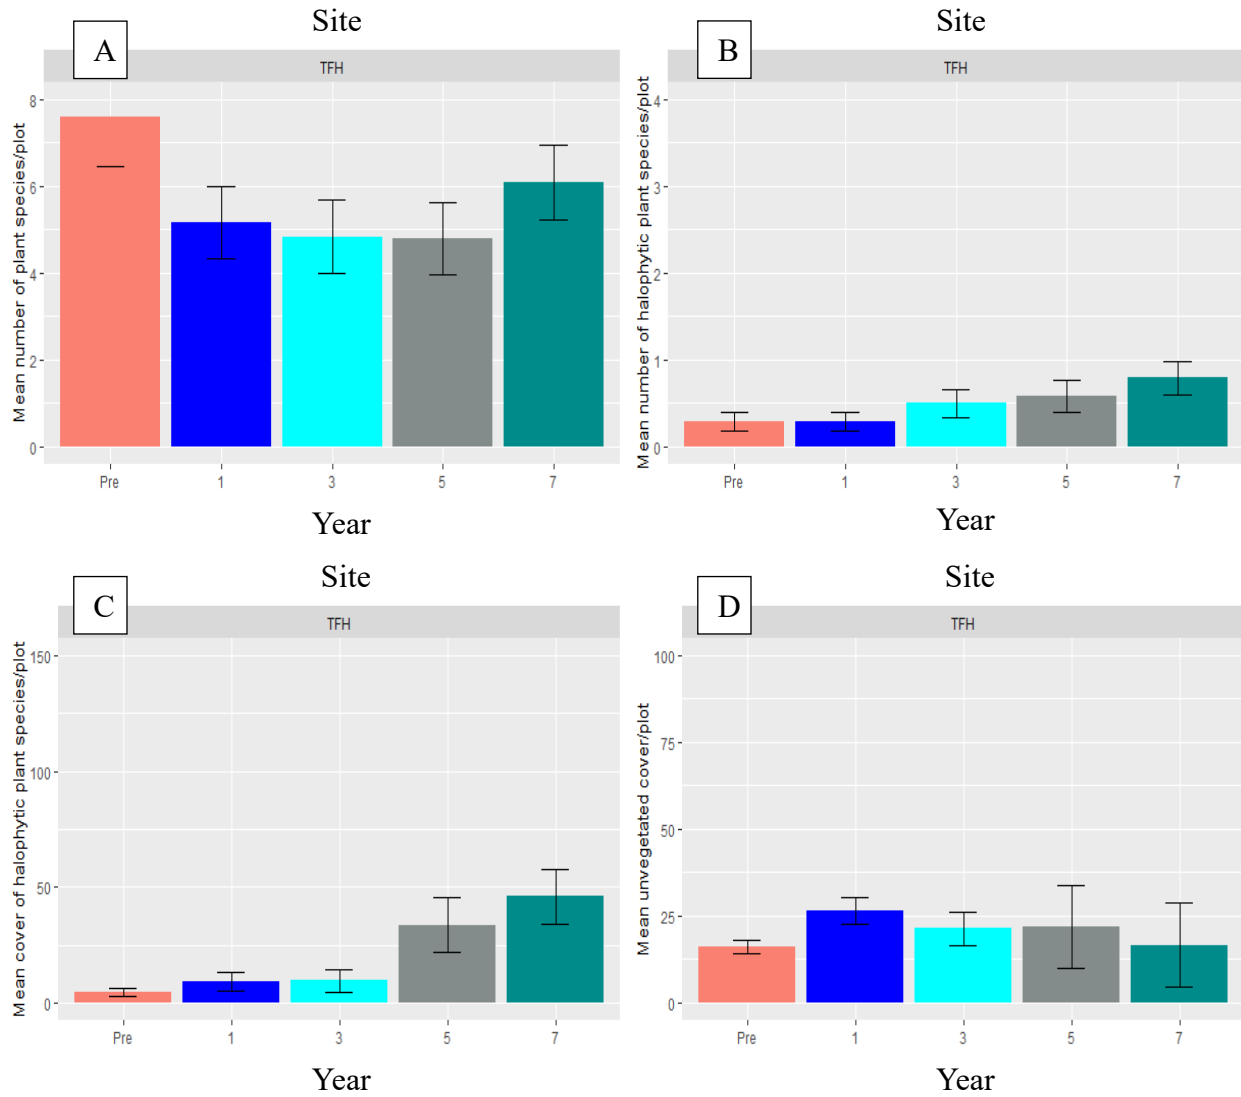 Site
A
TFH
Mean number of plant species/plot
8
6
4
2
0
Pre 1 3 5 7
Year
Site
B
TFH
Mean number of halophytic plant species/plot
4
3
2
1
0
Pre 1 3 5 7
Year
Site
C
TFH
Mean cover of halophytic plant species/plot
150
100
50
0
Pre 1 3 5 7
Year
Site
D
TFH
Mean unvegetated cover/plot
100
75
50
25
0
Pre 1 3 5 7
Year